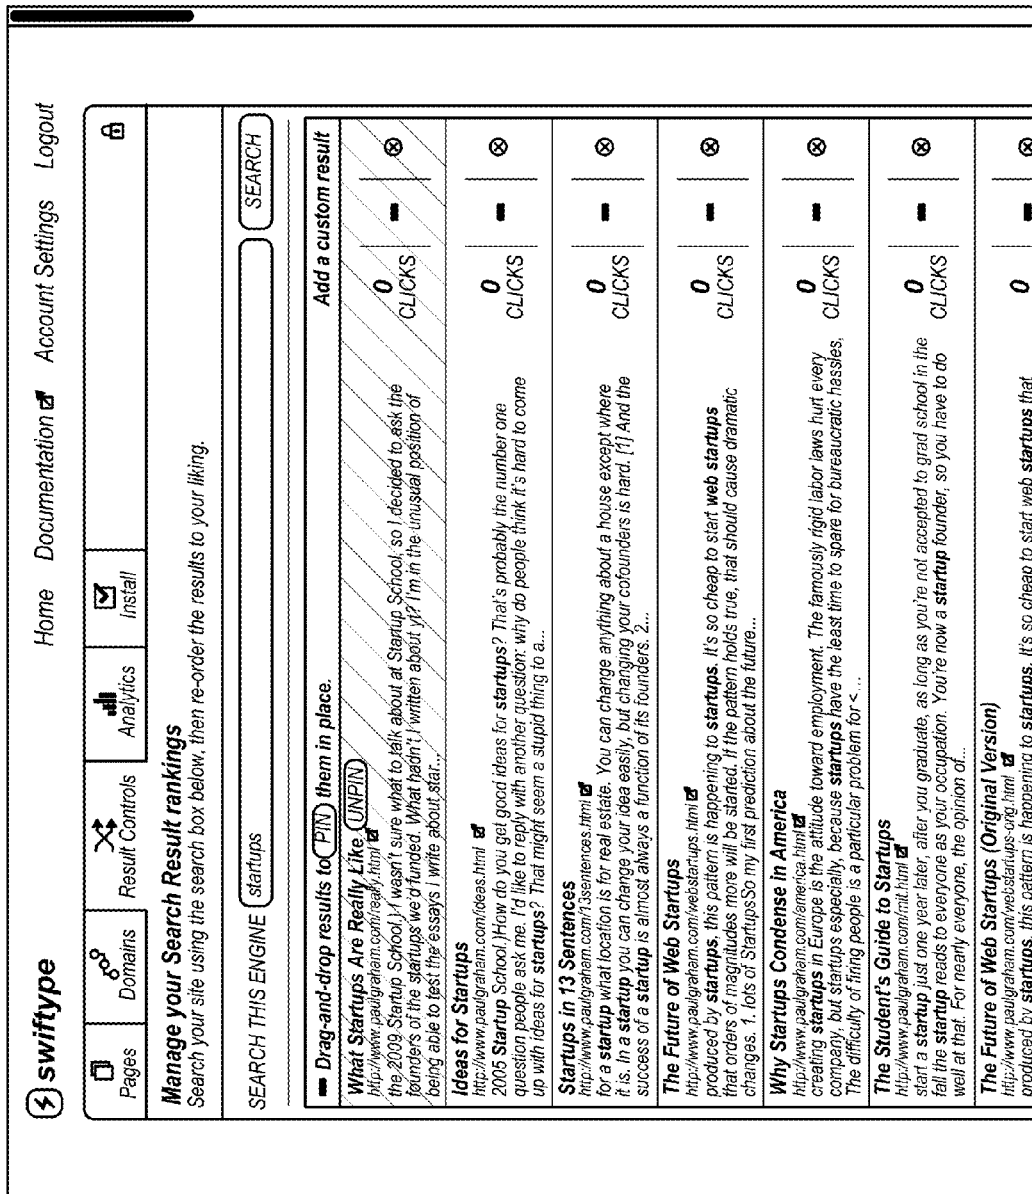 swiftype
Home Documentation Account Settings Logout
Pages Domains Result Controls Analytics Install
Manage your Search Result rankings
Search your site using the search box below, then re-order the results to your liking.
SEARCH THIS ENGINE startups SEARCH
Drag-and-drop results to PIN them in place. Add a custom result
What Startups Are Really Like UNPIN
http://www.paulgraham.com/really.html
the 2009 Startup School.) I wasn't sure what to talk about at Startup School, so I decided to ask the
founders of the startups we'd funded. What hadn't I written about yt? I'm in the unusual position of
being able to test the essays I write about star...
0
CLICKS
Ideas for Startups
http://www.paulgraham.com/ideas.html
2005 Startup School.)How do you get good ideas for startups? That's probably the number one
question people ask me. I'd like to reply with another question: why do people think it's hard to come
up with ideas for startups? That might seem a stupid thing to a...
0
CLICKS
Startups in 13 Sentences
http://www.paulgraham.com/13sentences.html
for a startup what location is for real estate. You can change anything about a house except where
it is. In a startup you can change your idea easily, but changing your cofounders is hard. [1] And the
success of a startup is almost always a function of its founders. 2...
0
CLICKS
The Future of Web Startups
http://www.paulgraham.com/webstartups.html
produced by startups, this pattern is happening to startups. It's so cheap to start web startups
that orders of magnitudes more will be started. If the pattern holds true, that should cause dramatic
changes. 1. lots of StartupsSo my first prediction about the future...
0
CLICKS
Why Startups Condense in America
http://www.paulgraham.com/america.html
creating startups in Europe is the attitude toward employment. The famously rigid labor laws hurt every
company, but startups especially, because startups have the least time to spare for bureaucratic hassles.
The difficulty of firing people is a particular problem for <...
0
CLICKS
The Student's Guide to Startups
http://www.paulgraham.com/mit.html
start a startup just one year later, after you graduate, as long as you're not accepted to grad school in the
fall the startup reads to everyone as your occupation. You're now a startup founder, so you have to do
well at that. For nearly everyone, the opinion of...
0
CLICKS
The Future of Web Startups (Original Version)
http://www.paulgraham.com/webstartups-orig.html
produced by startups, this pattern is happening to startups. It's so cheap to start web startups that
0